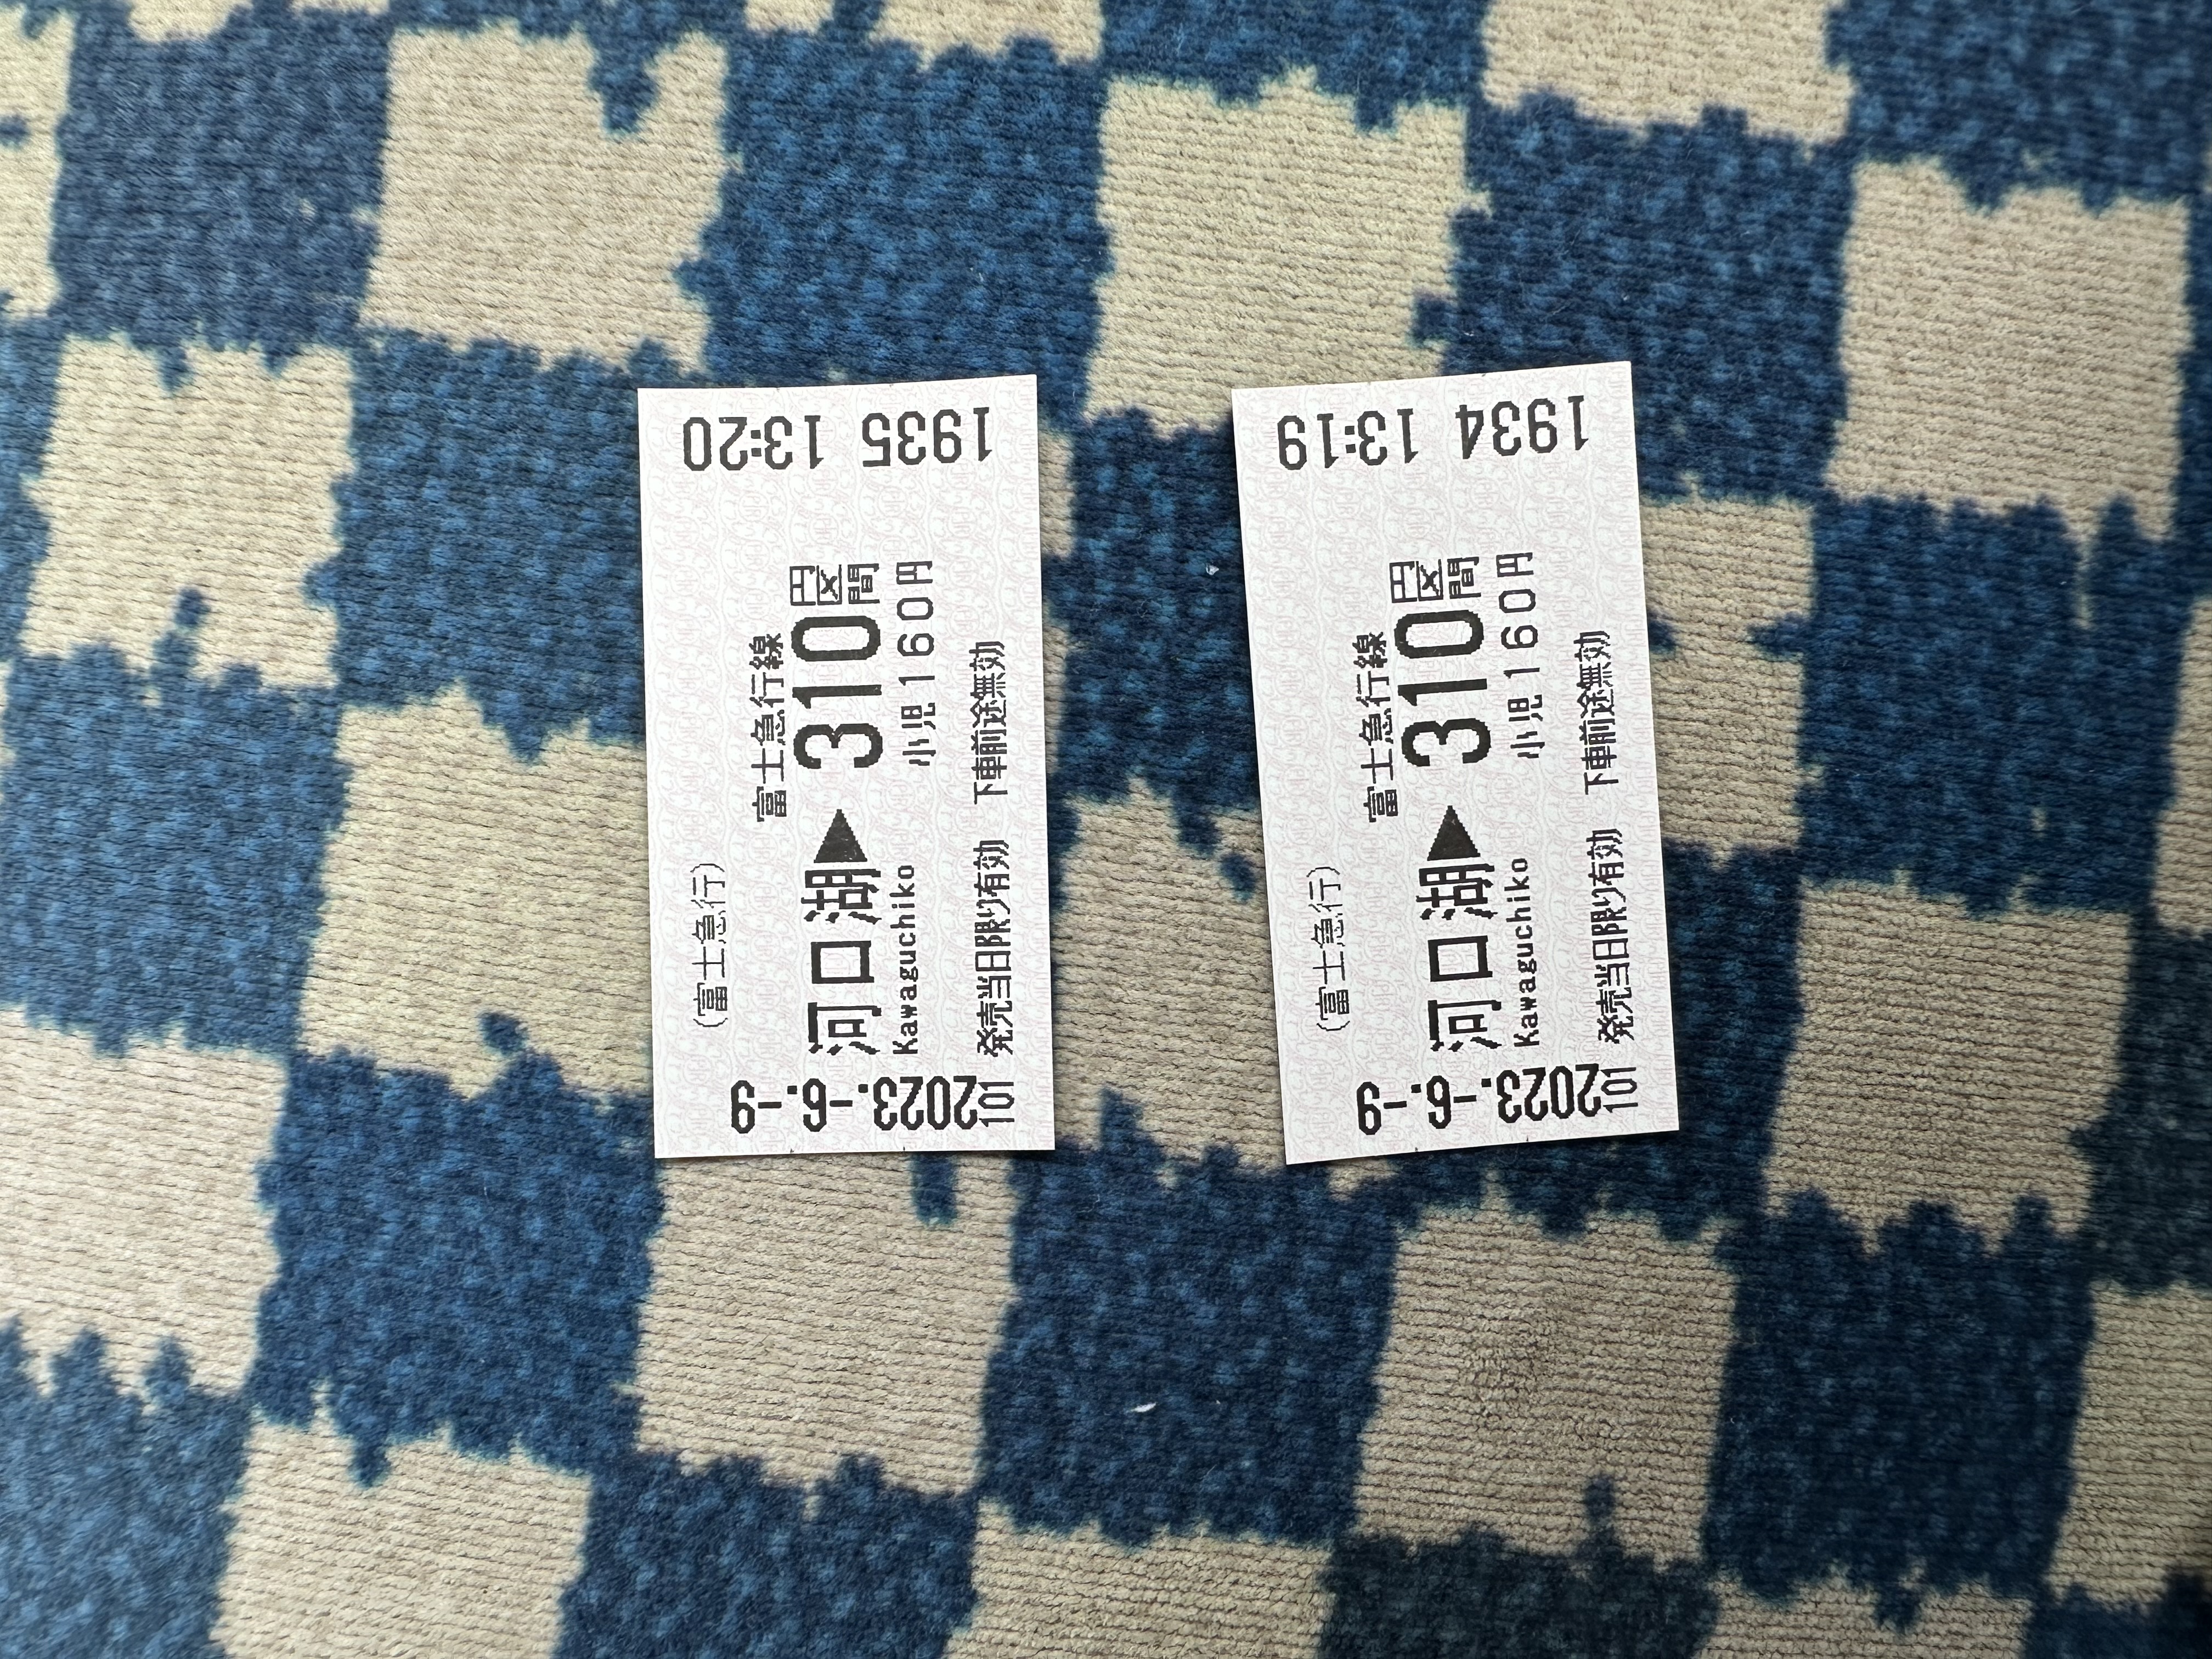 (富士急行)
富士急行線
河口湖▶310円区間
Kawaguchiko
小児160円
発売当日限り有効 下車前途無効
101
2023.-6.-9
1935 13:20
(富士急行)
富士急行線
河口湖▶310円区間
Kawaguchiko
小児160円
発売当日限り有効 下車前途無効
101
2023.-6.-9
1934 13:19